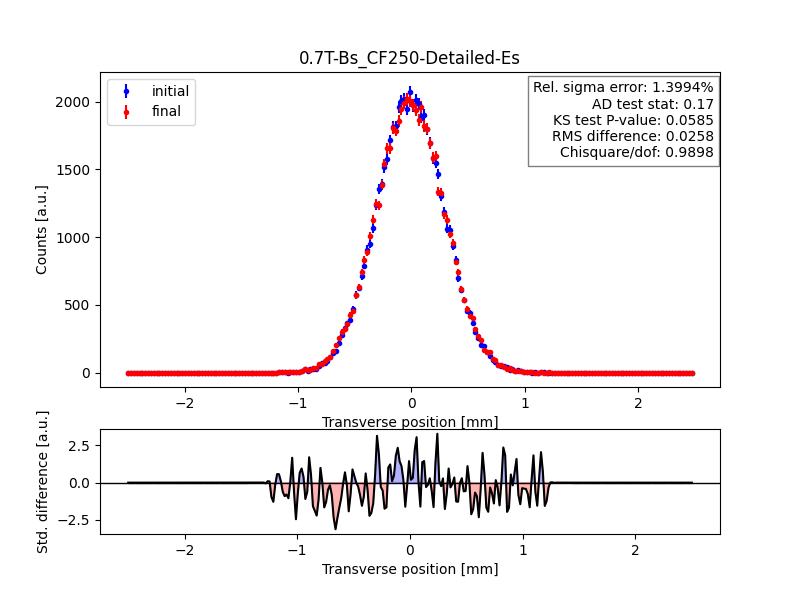 0.7T-Bs_CF250-Detailed-Es
initial
final
Rel. sigma error: 1.3994%
AD test stat: 0.17
KS test P-value: 0.0585
RMS difference: 0.0258
Chisquare/dof: 0.9898
Counts [a.u.]
2000
1500
1000
500
0
−2
−1
0
1
2
Transverse position [mm]
Std. difference [a.u.]
2.5
0.0
−2.5
−2
−1
0
1
2
Transverse position [mm]